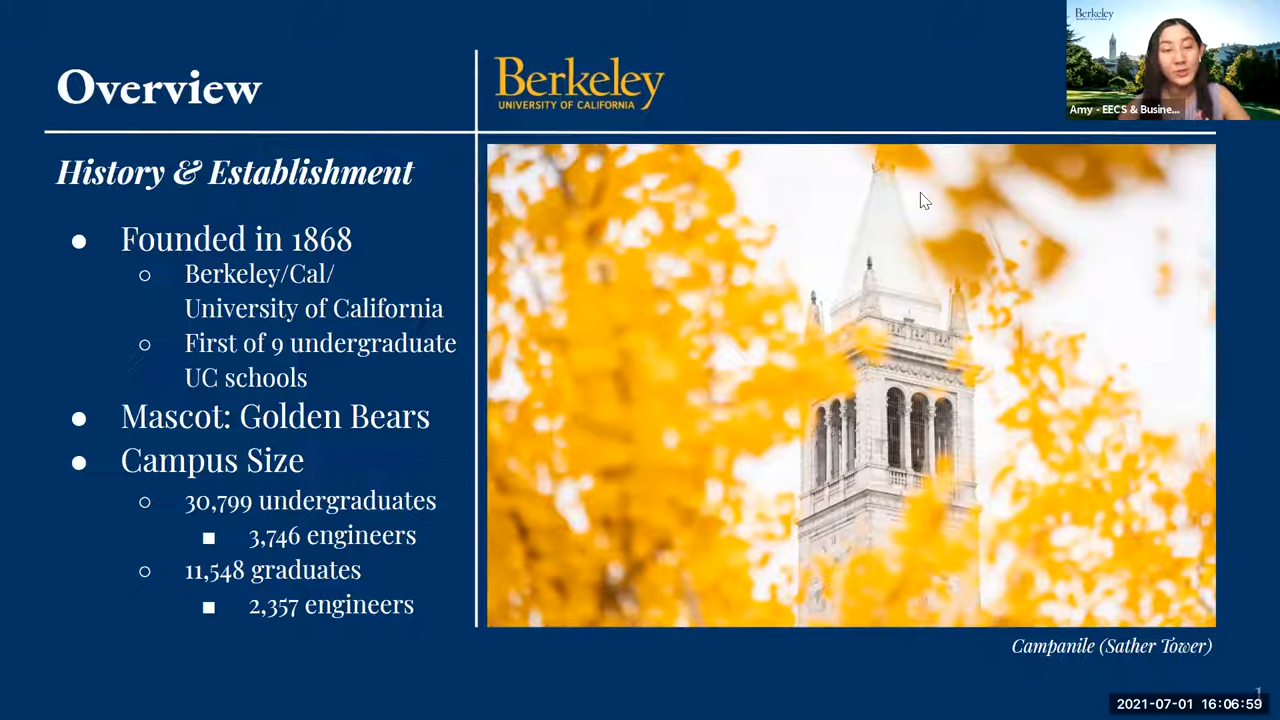 Overview
Berkeley
UNIVERSITY OF CALIFORNIA
Berkeley
Amy - EECS & Busine...
History & Establishment
● Founded in 1868
○ Berkeley/Cal/
University of California
○ First of 9 undergraduate
UC schools
● Mascot: Golden Bears
● Campus Size
○ 30,799 undergraduates
■ 3,746 engineers
○ 11,548 graduates
■ 2,357 engineers
Campanile (Sather Tower)
1
2021-07-01 16:06:59